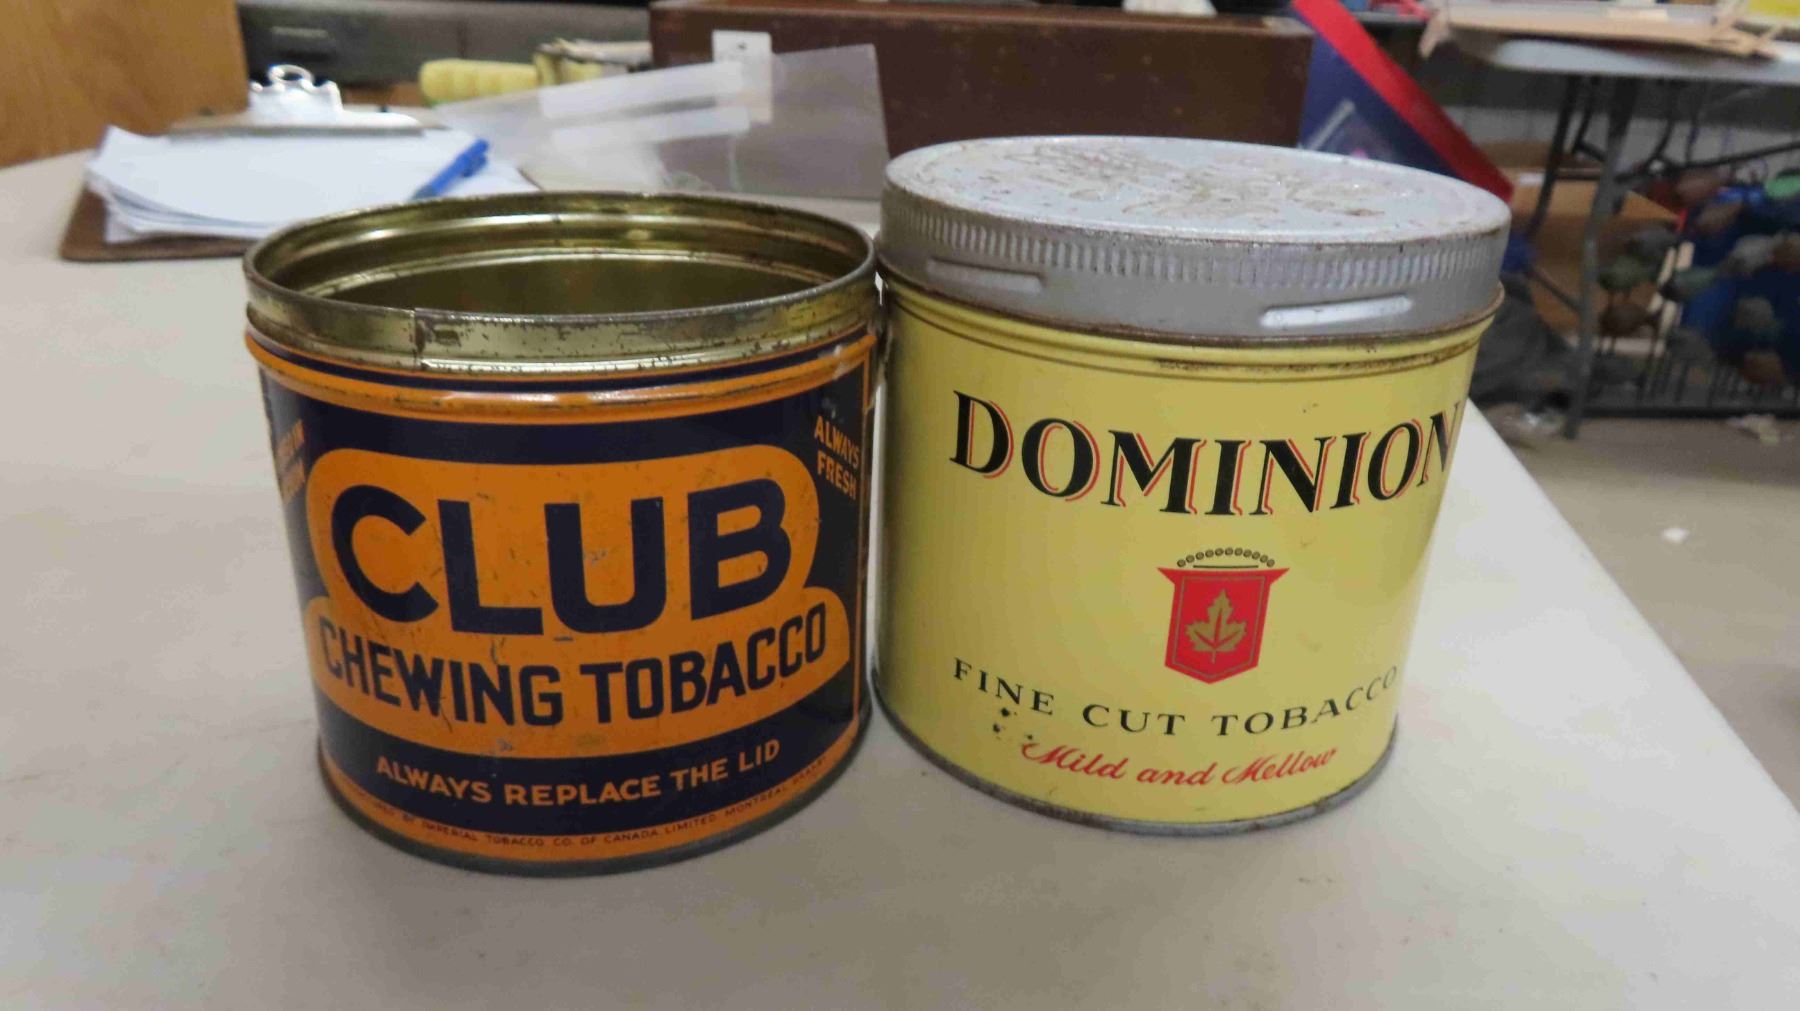 CLUB
CHEWING TOBACCO
ALWAYS REPLACE THE LID
IMPERIAL TOBACCO CO. OF CANADA, LIMITED, MONTREAL
ALWAYS
FRESH
DOMINION
FINE CUT TOBACCO
Mild and Mellow